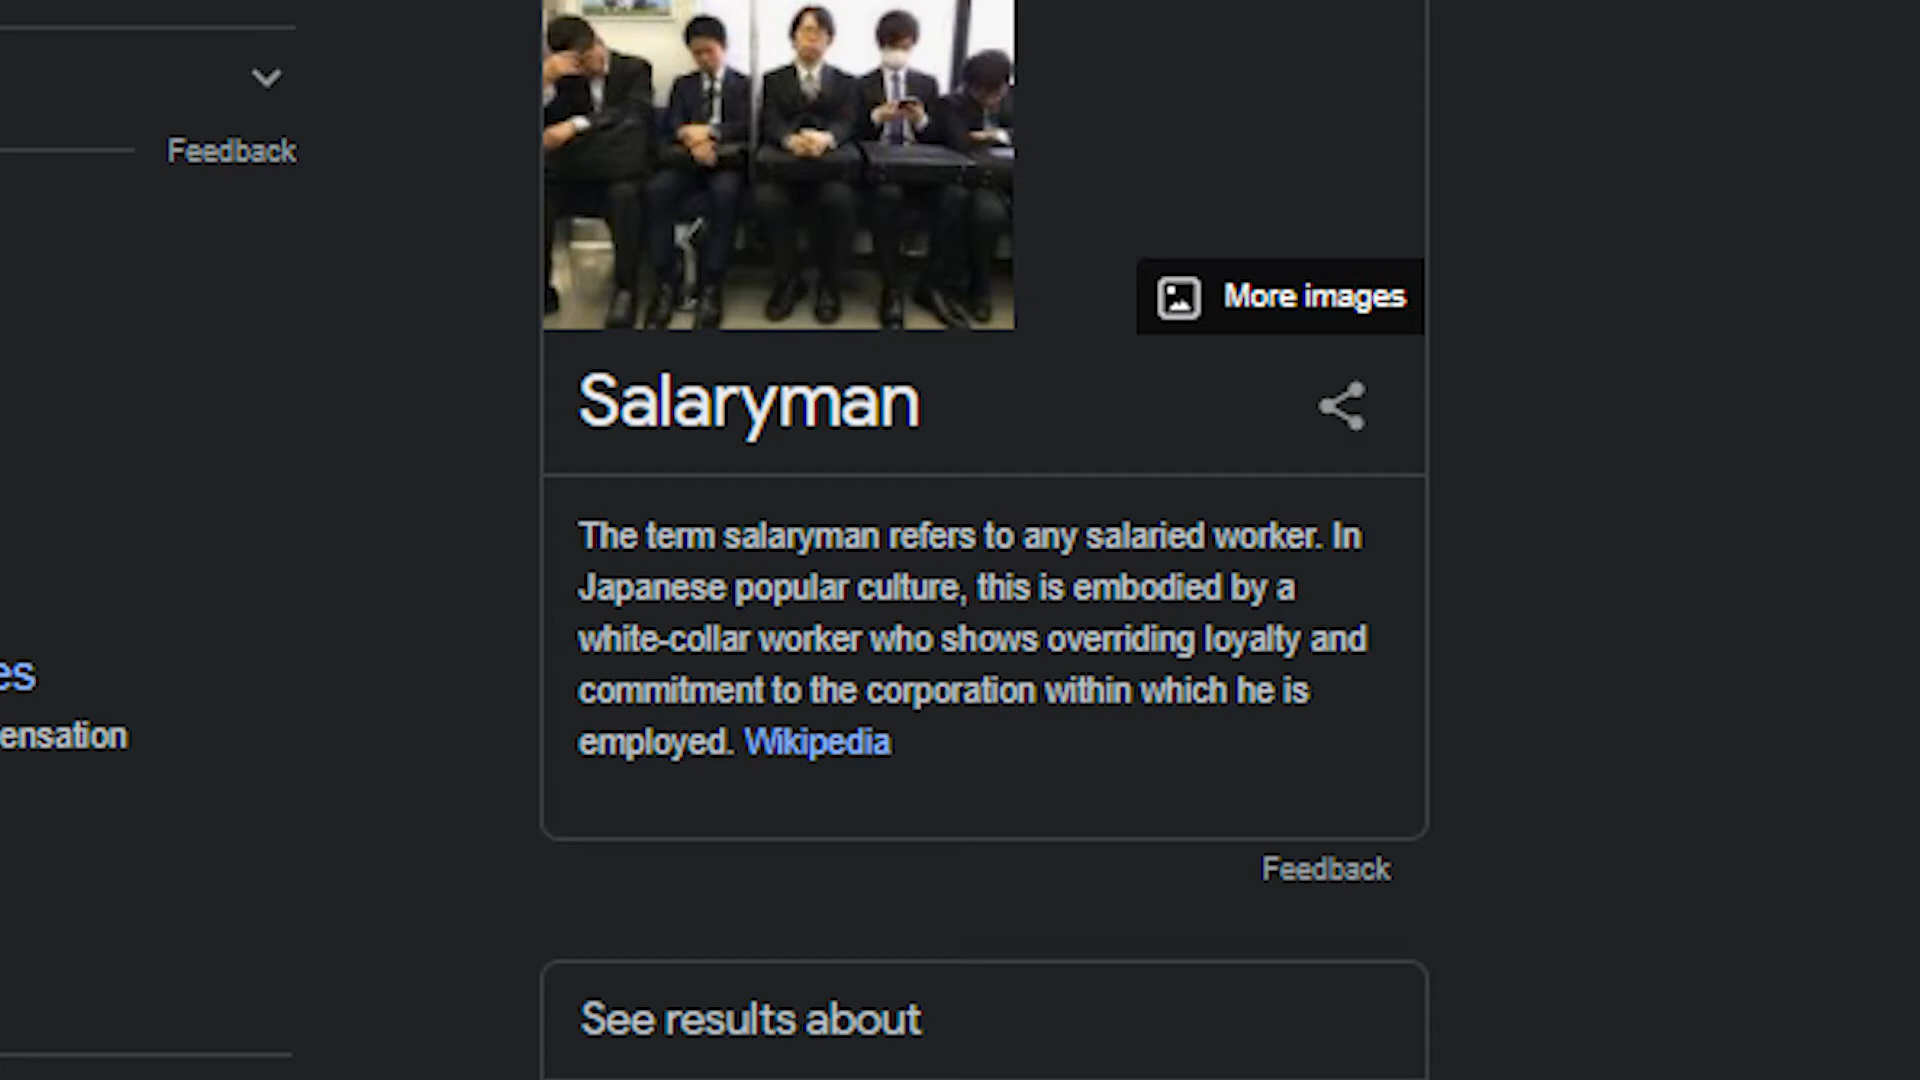 Feedback
More images
Salaryman
The term salaryman refers to any salaried worker. In
Japanese popular culture, this is embodied by a
white-collar worker who shows overriding loyalty and
commitment to the corporation within which he is
employed. Wikipedia
es
ensation
Feedback
See results about